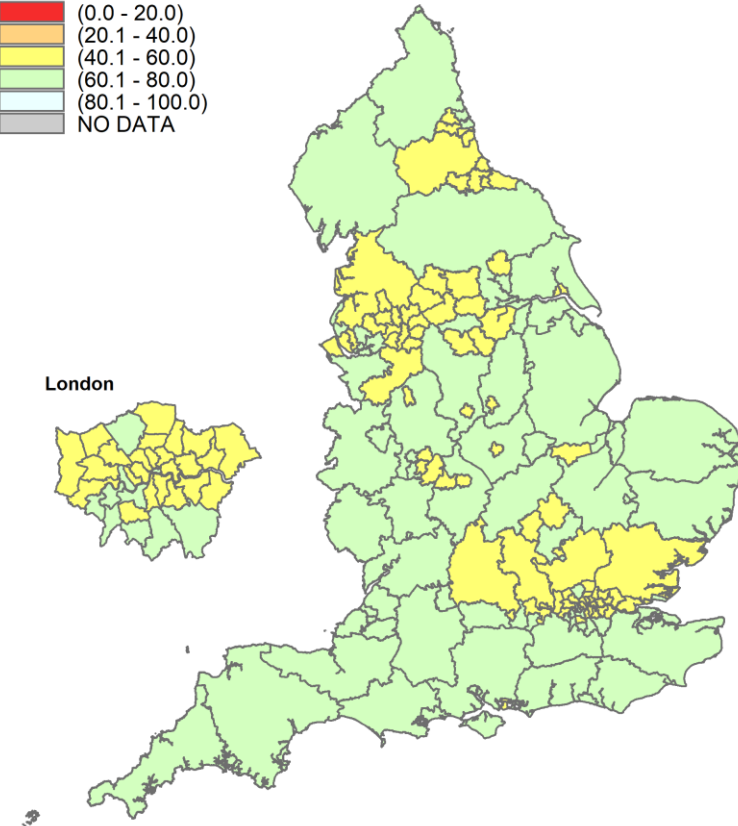 (0.0 - 20.0)
(20.1 - 40.0)
(40.1 - 60.0)
(60.1 - 80.0)
(80.1 - 100.0)
NO DATA
London